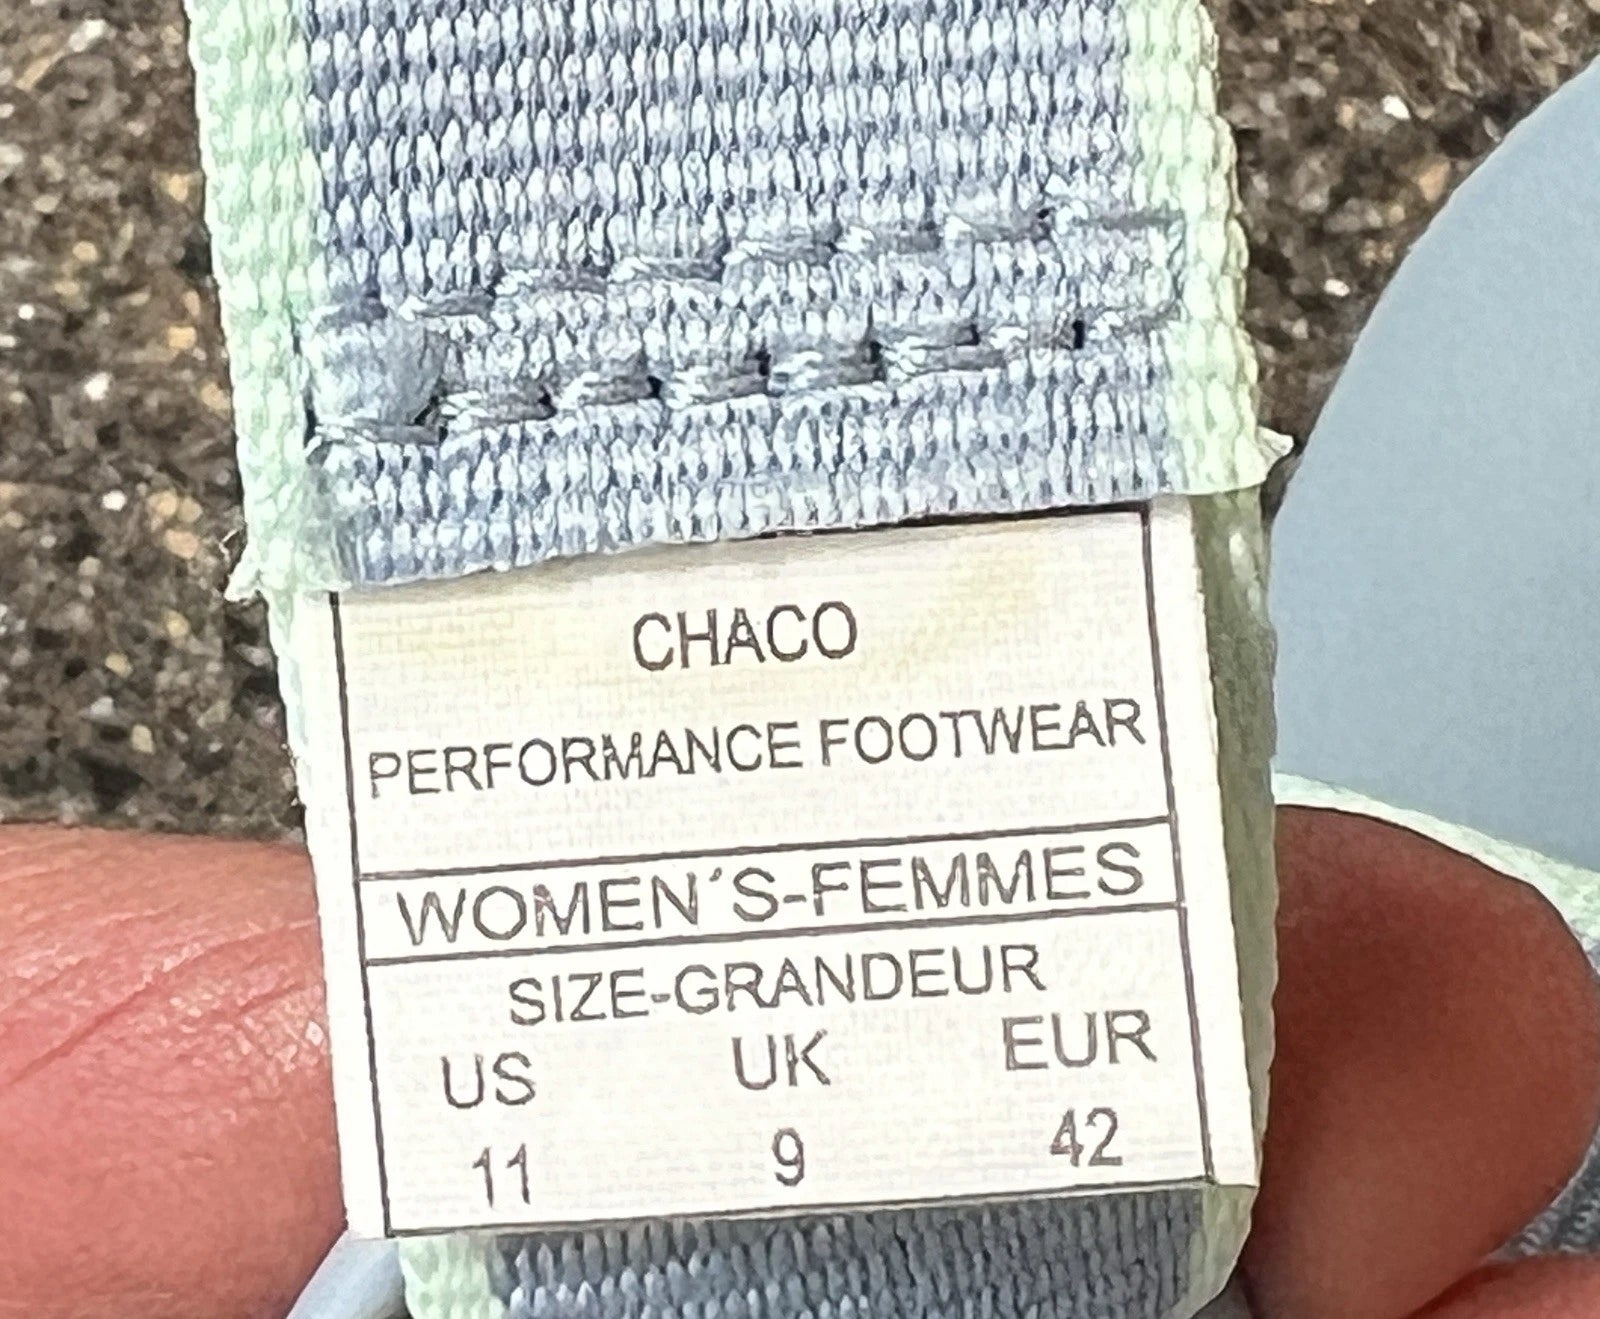 CHACO
PERFORMANCE FOOTWEAR
WOMEN´S-FEMMES
SIZE-GRANDEUR
US UK EUR
11 9 42